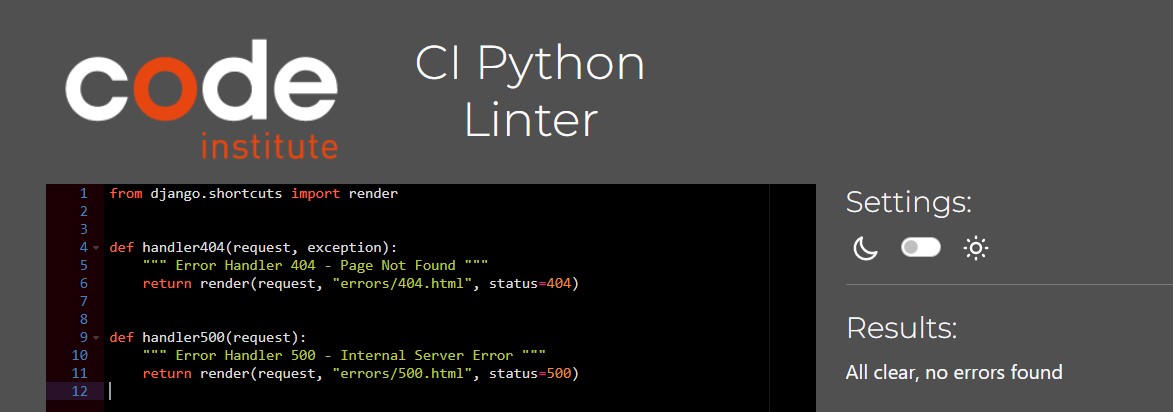 code
institute
CI Python
Linter
1 from django.shortcuts import render
2
3
4 def handler404(request, exception):
5     """ Error Handler 404 - Page Not Found """
6     return render(request, "errors/404.html", status=404)
7
8
9 def handler500(request):
10     """ Error Handler 500 - Internal Server Error """
11     return render(request, "errors/500.html", status=500)
12
Settings:
Results:
All clear, no errors found